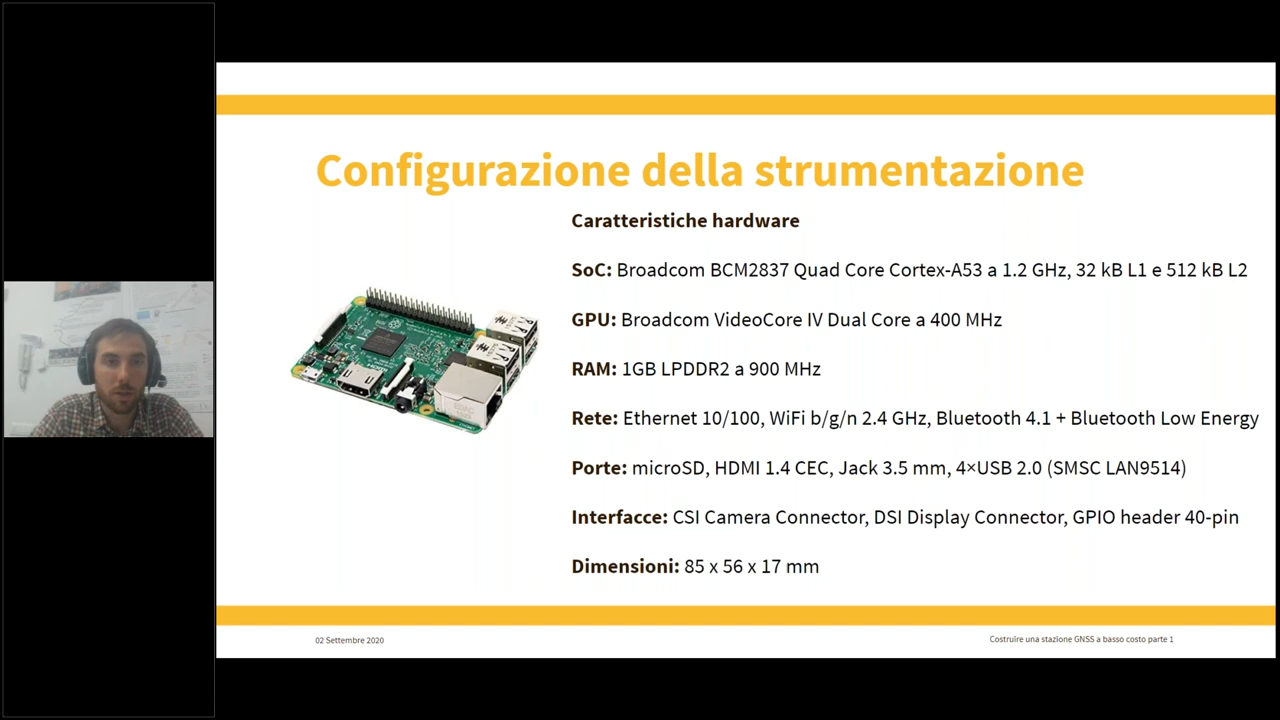 Configurazione della strumentazione
Caratteristiche hardware
SoC: Broadcom BCM2837 Quad Core Cortex-A53 a 1.2 GHz, 32 kB L1 e 512 kB L2
GPU: Broadcom VideoCore IV Dual Core a 400 MHz
RAM: 1GB LPDDR2 a 900 MHz
Rete: Ethernet 10/100, WiFi b/g/n 2.4 GHz, Bluetooth 4.1 + Bluetooth Low Energy
Porte: microSD, HDMI 1.4 CEC, Jack 3.5 mm, 4×USB 2.0 (SMSC LAN9514)
Interfacce: CSI Camera Connector, DSI Display Connector, GPIO header 40-pin
Dimensioni: 85 x 56 x 17 mm
02 Settembre 2020
Costruire una stazione GNSS a basso costo parte 1